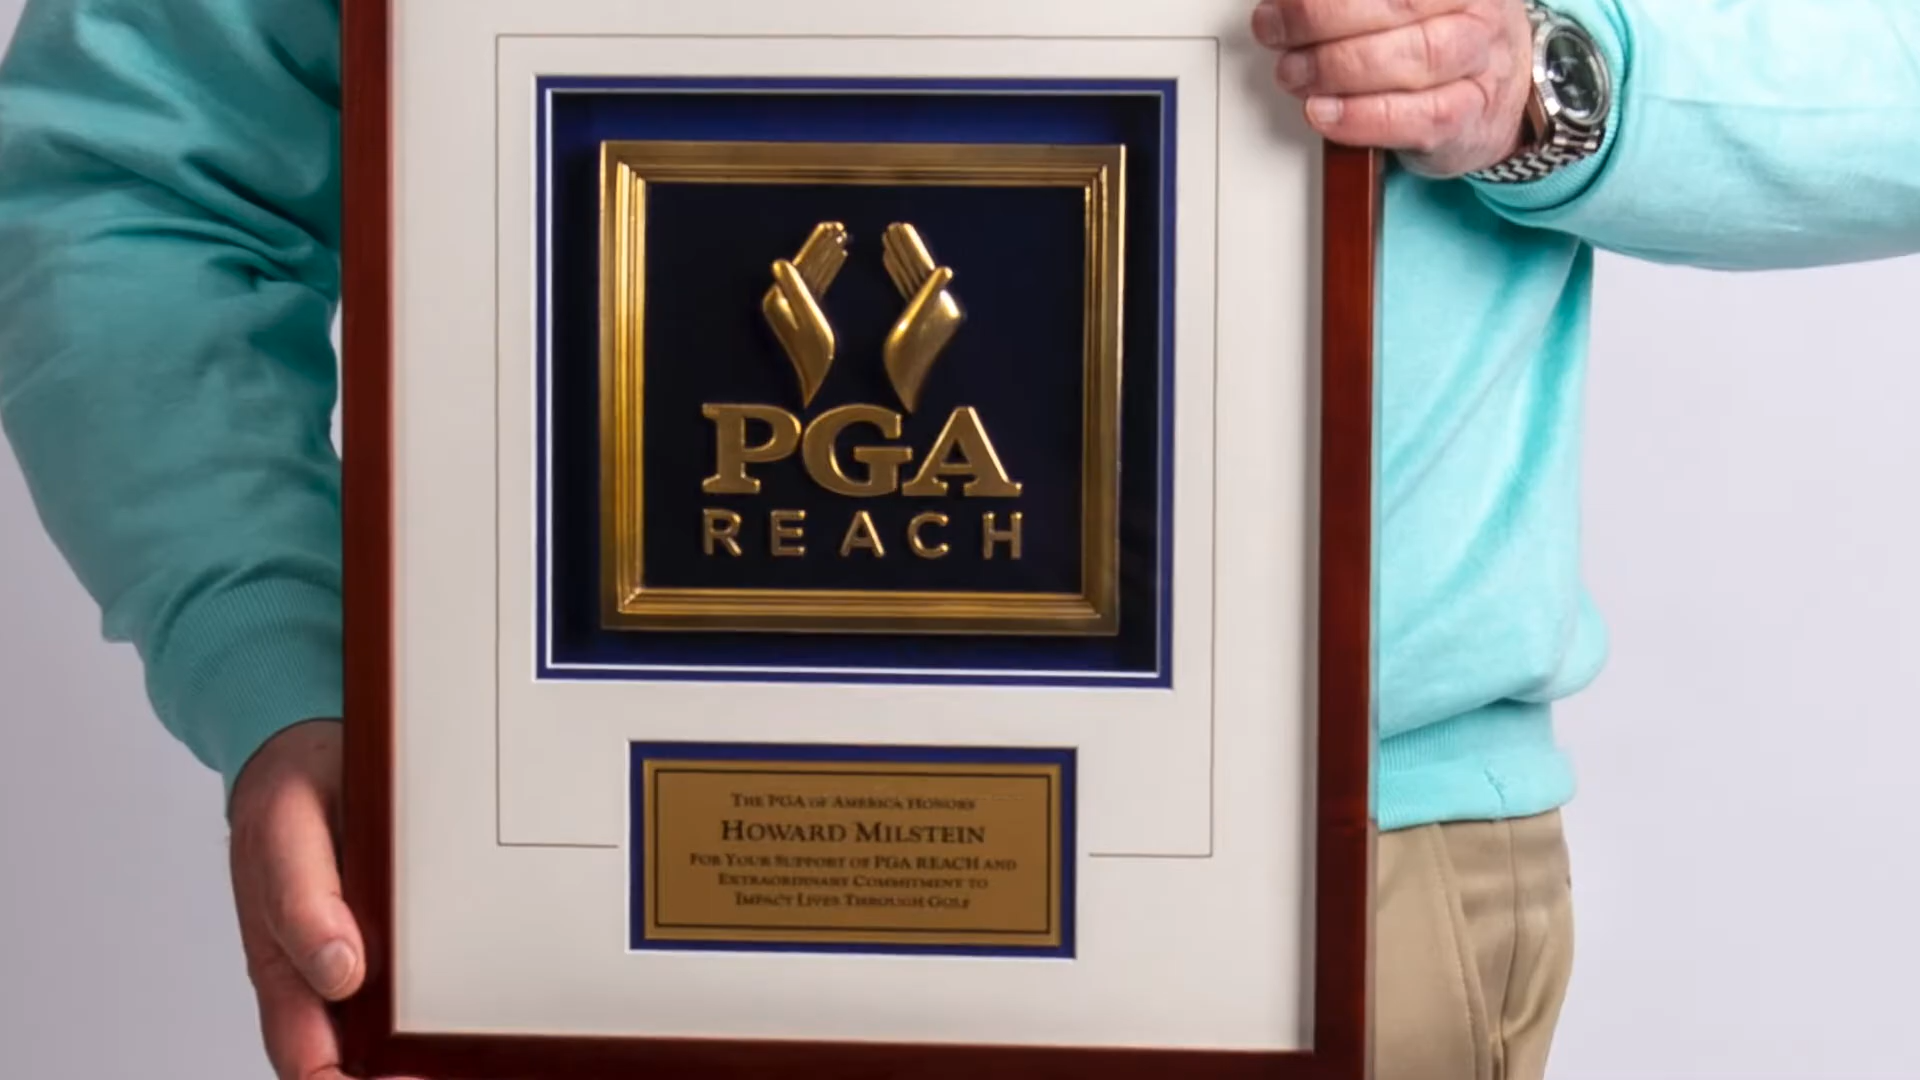 PGA
REACH
THE PGA OF AMERICA HONORS
HOWARD MILSTEIN
FOR YOUR SUPPORT OF PGA REACH AND
EXTRAORDINARY COMMITMENT TO
IMPACT LIVES THROUGH GOLF